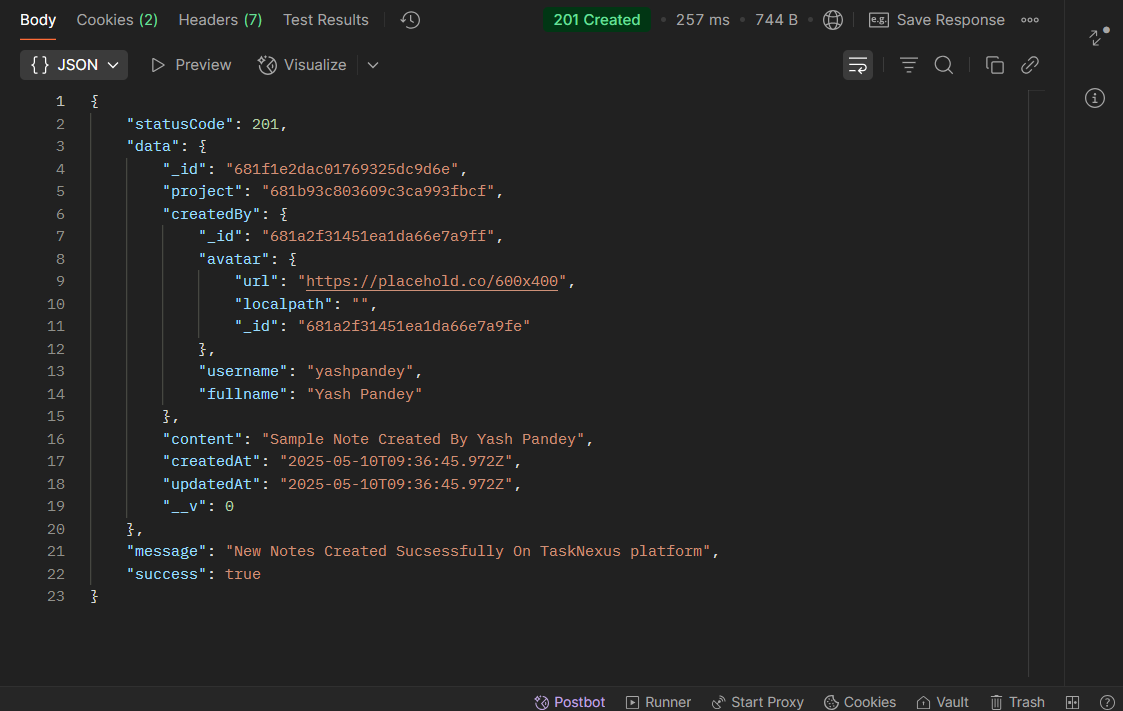 Body Cookies (2) Headers (7) Test Results 201 Created • 257 ms • 744 B • e.g. Save Response
{} JSON Preview Visualize
1 {
2 "statusCode": 201,
3 "data": {
4 "_id": "681f1e2dac01769325dc9d6e",
5 "project": "681b93c803609c3ca993fbcf",
6 "createdBy": {
7 "_id": "681a2f31451ea1da66e7a9ff",
8 "avatar": {
9 "url": "https://placehold.co/600x400",
10 "localpath": "",
11 "_id": "681a2f31451ea1da66e7a9fe"
12 },
13 "username": "yashpandey",
14 "fullname": "Yash Pandey"
15 },
16 "content": "Sample Note Created By Yash Pandey",
17 "createdAt": "2025-05-10T09:36:45.972Z",
18 "updatedAt": "2025-05-10T09:36:45.972Z",
19 "__v": 0
20 },
21 "message": "New Notes Created Sucsessfully On TaskNexus platform",
22 "success": true
23 }
Postbot Runner Start Proxy Cookies Vault Trash